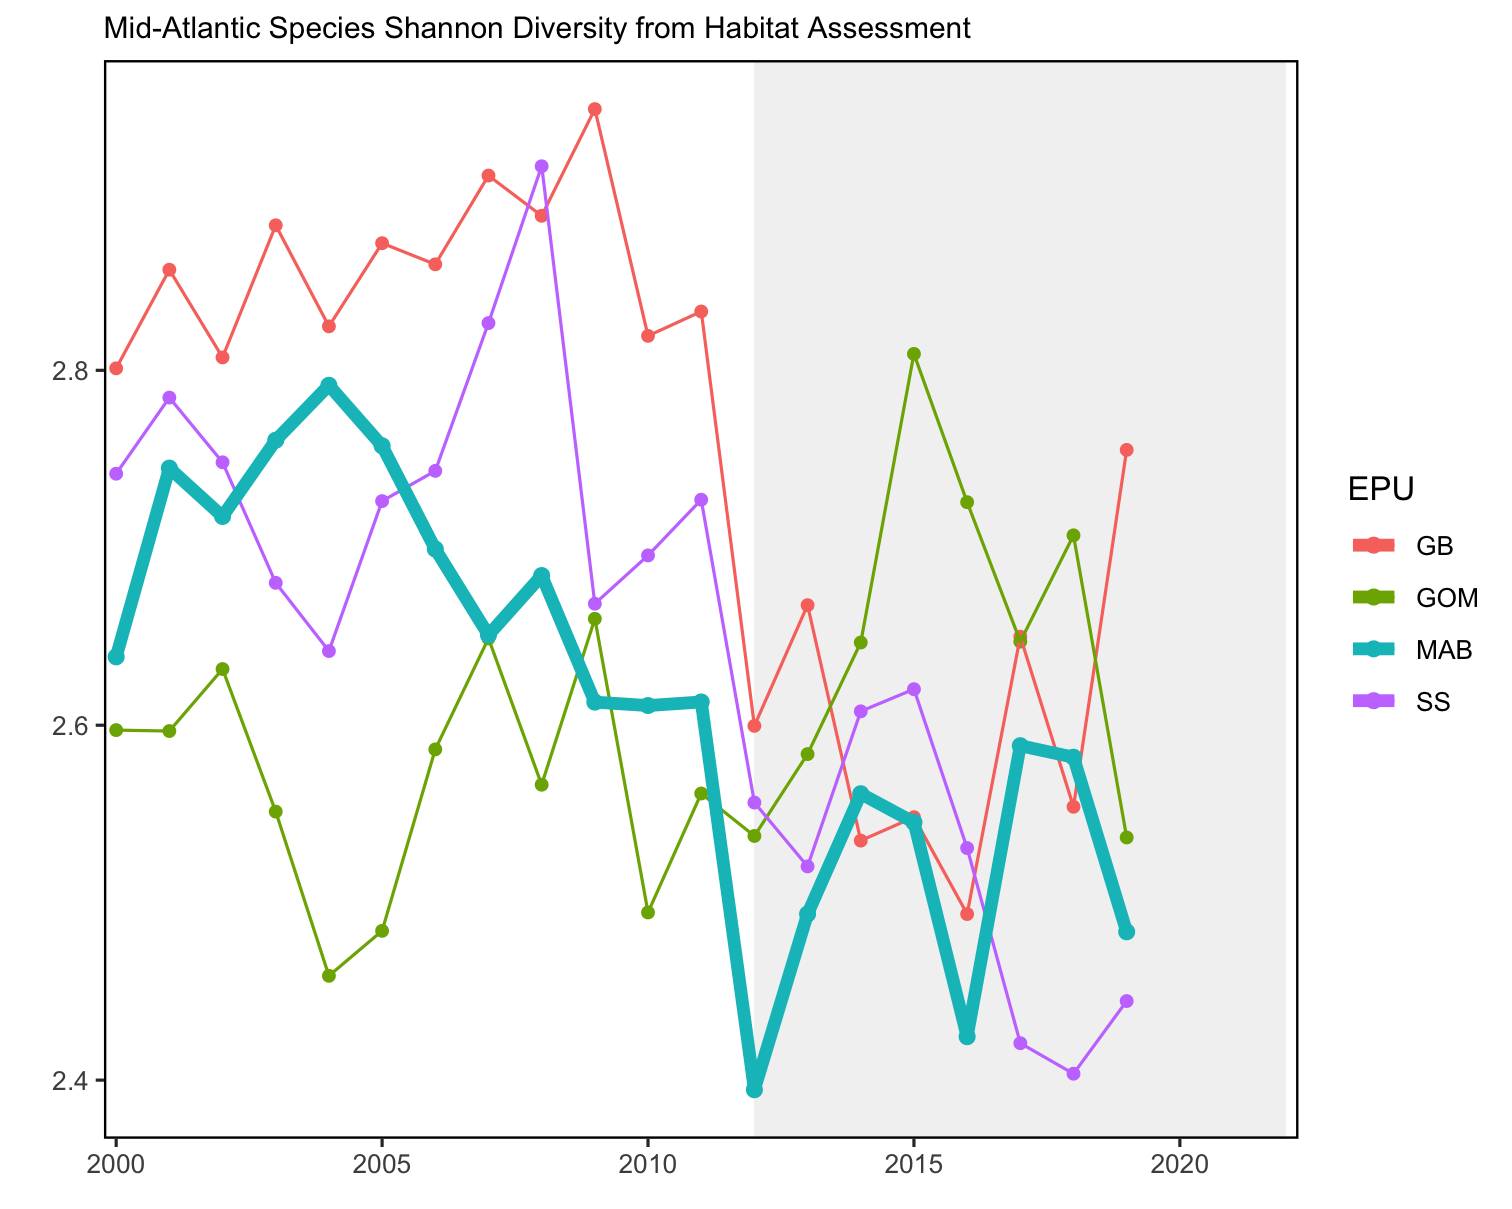 Mid-Atlantic Species Shannon Diversity from Habitat Assessment
2.8
2.6
2.4
2000 2005 2010 2015 2020
EPU
GB
GOM
MAB
SS